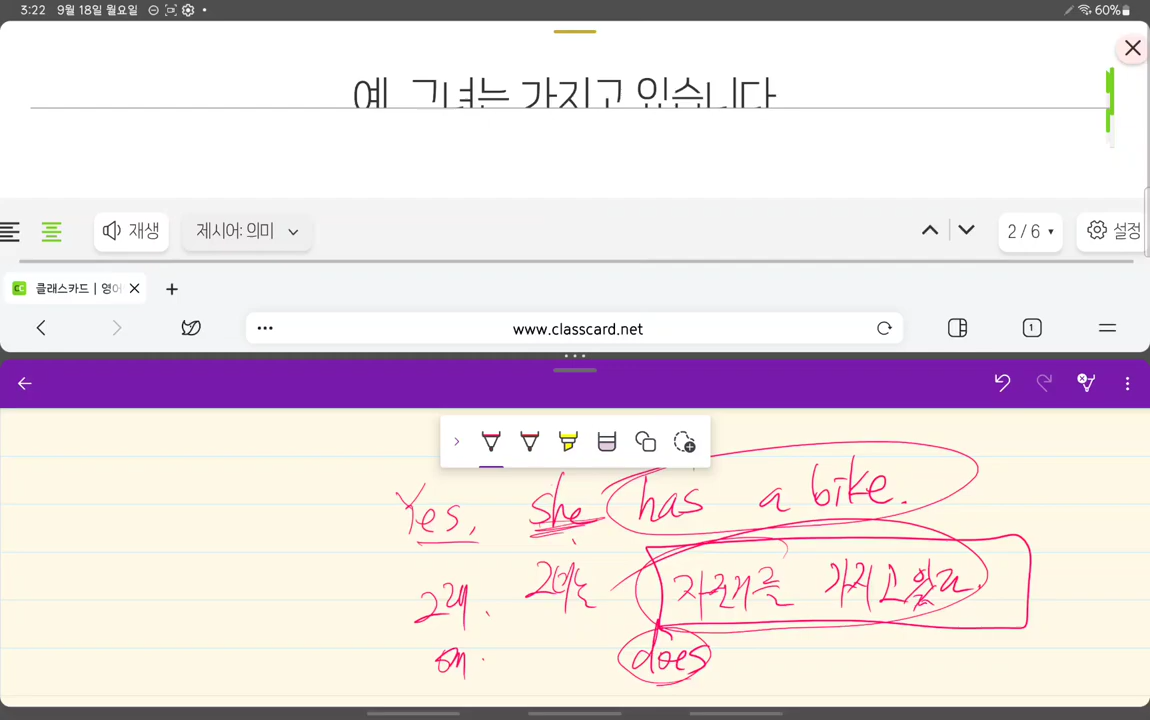 3:22 9월 18일 월요일 60%
예, 그녀는 가지고 있습니다
재생 제시어: 의미 2 / 6 설정
클래스카드 | 영어
www.classcard.net
1
Yes, she has a bike.
그래. 그녀는 자전거를 가지고 있다.
does